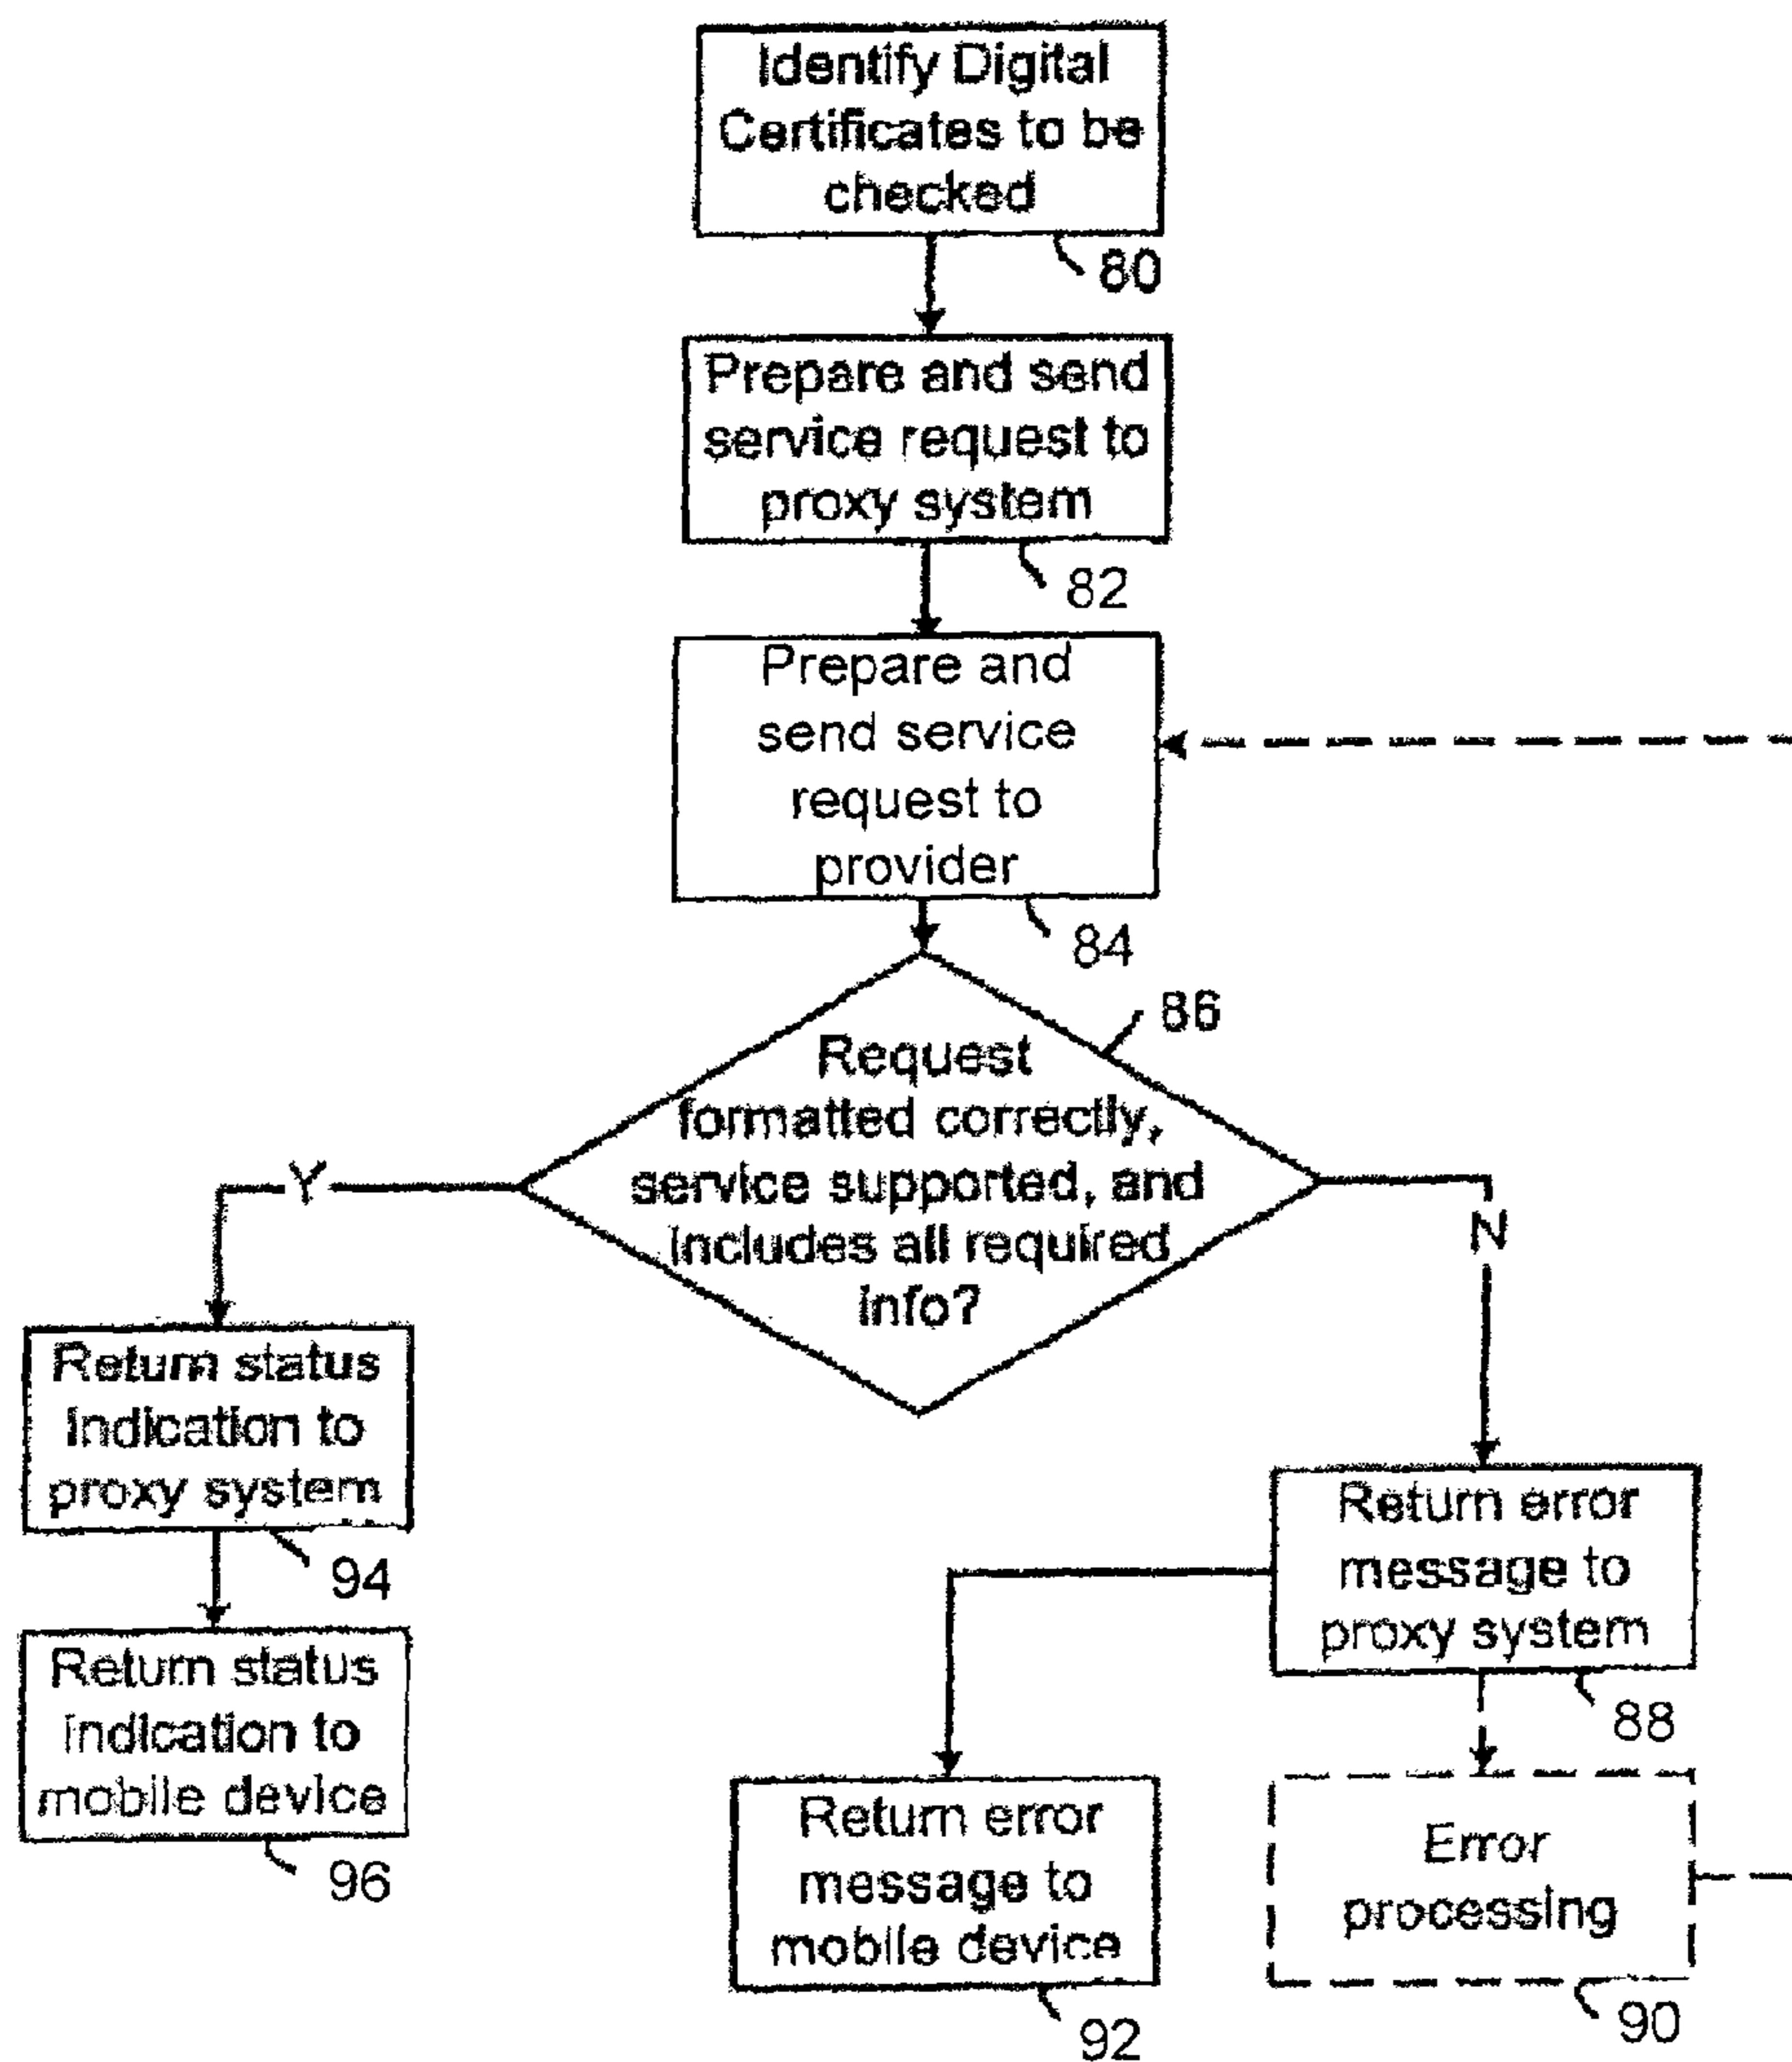 Identify Digital
Certificates to be
checked
80
Prepare and send
service request to
proxy system
82
Prepare and
send service
request to
provider
84
86
Request
formatted correctly,
service supported, and
includes all required
info?
Y
N
Return status
indication to
proxy system
94
Return status
indication to
mobile device
96
Return error
message to
proxy system
88
Return error
message to
mobile device
92
Error
processing
90